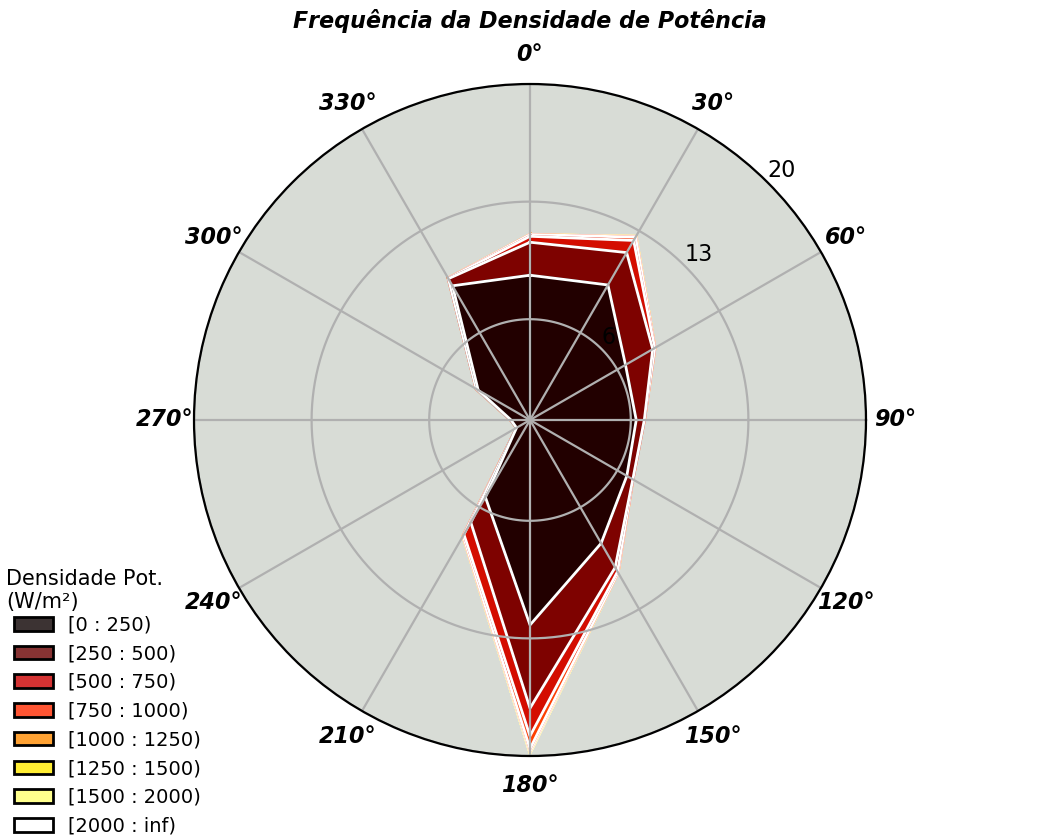 Frequência da Densidade de Potência
0°
330°
30°
20
300°
60°
13
6
270°
90°
240°
120°
210°
150°
180°
Densidade Pot.
(W/m²)
[0 : 250)
[250 : 500)
[500 : 750)
[750 : 1000)
[1000 : 1250)
[1250 : 1500)
[1500 : 2000)
[2000 : inf)